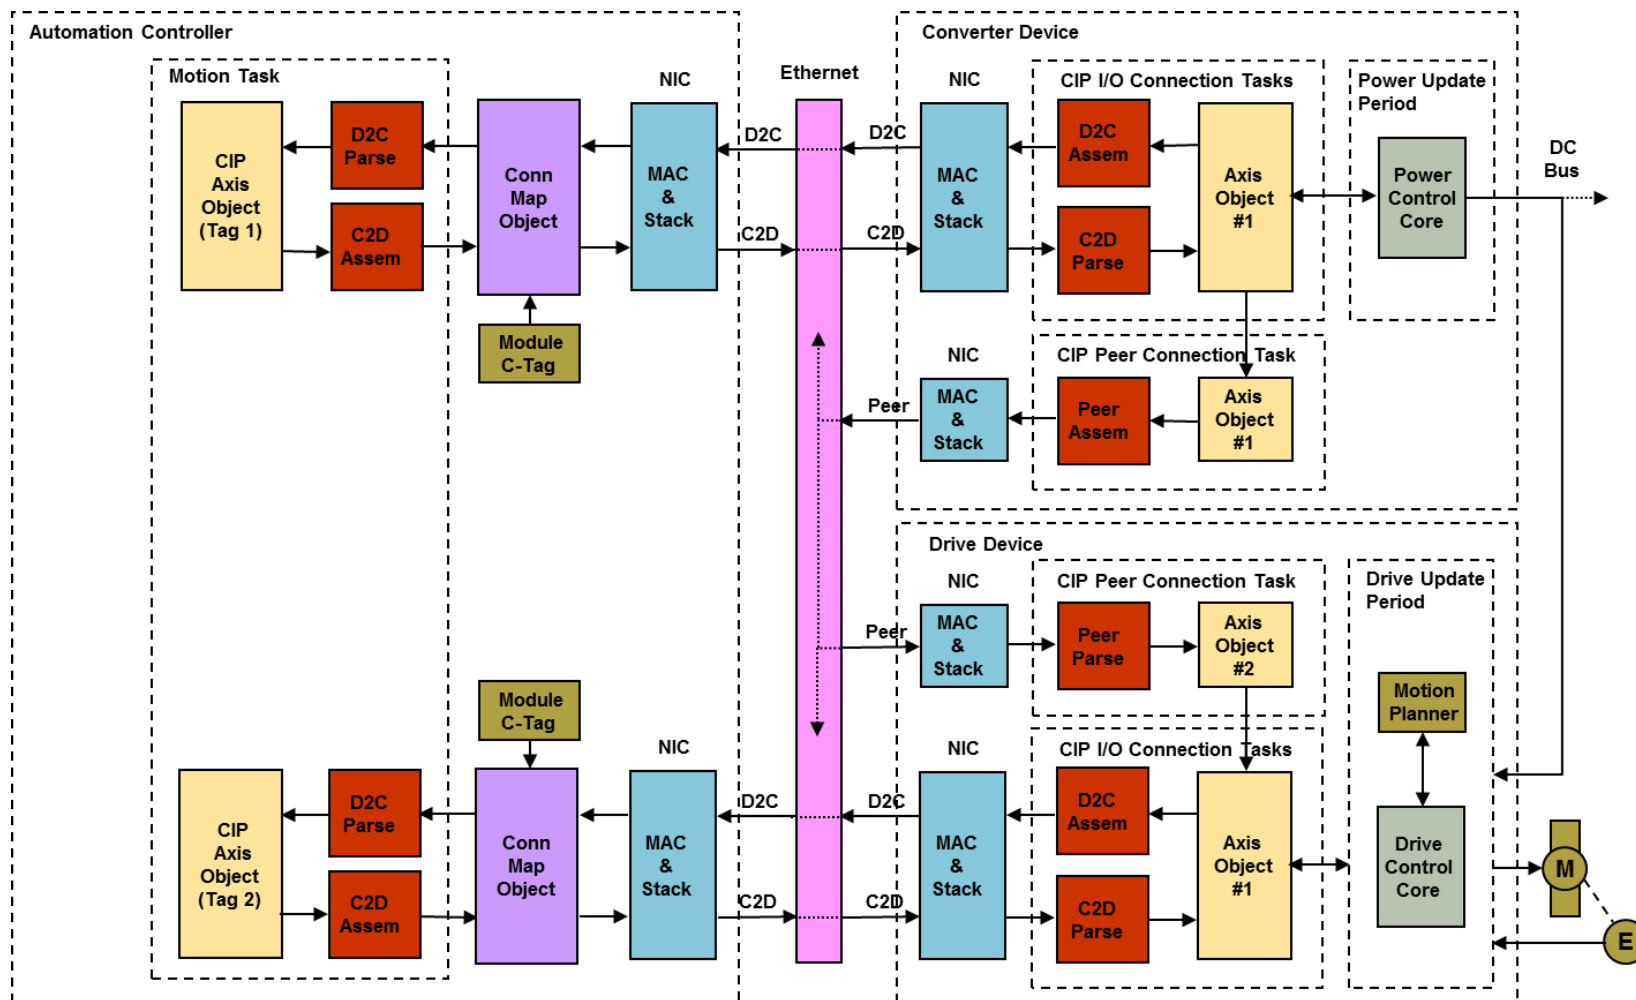 Automation Controller
Motion Task
CIP
Axis
Object
(Tag 1)
D2C
Parse
C2D
Assem
Conn
Map
Object
Module
C-Tag
NIC
MAC
&
Stack
D2C
C2D
Ethernet
D2C
C2D
Converter Device
NIC
MAC
&
Stack
CIP I/O Connection Tasks
D2C
Assem
C2D
Parse
Axis
Object
#1
Power Update
Period
Power
Control
Core
DC
Bus
Peer
NIC
MAC
&
Stack
CIP Peer Connection Task
Peer
Assem
Axis
Object
#1
Drive Device
Peer
NIC
MAC
&
Stack
CIP Peer Connection Task
Peer
Parse
Axis
Object
#2
Drive Update
Period
Motion
Planner
Drive
Control
Core
M
E
Module
C-Tag
CIP
Axis
Object
(Tag 2)
D2C
Parse
C2D
Assem
Conn
Map
Object
NIC
MAC
&
Stack
D2C
C2D
D2C
C2D
NIC
MAC
&
Stack
CIP I/O Connection Tasks
D2C
Assem
C2D
Parse
Axis
Object
#1